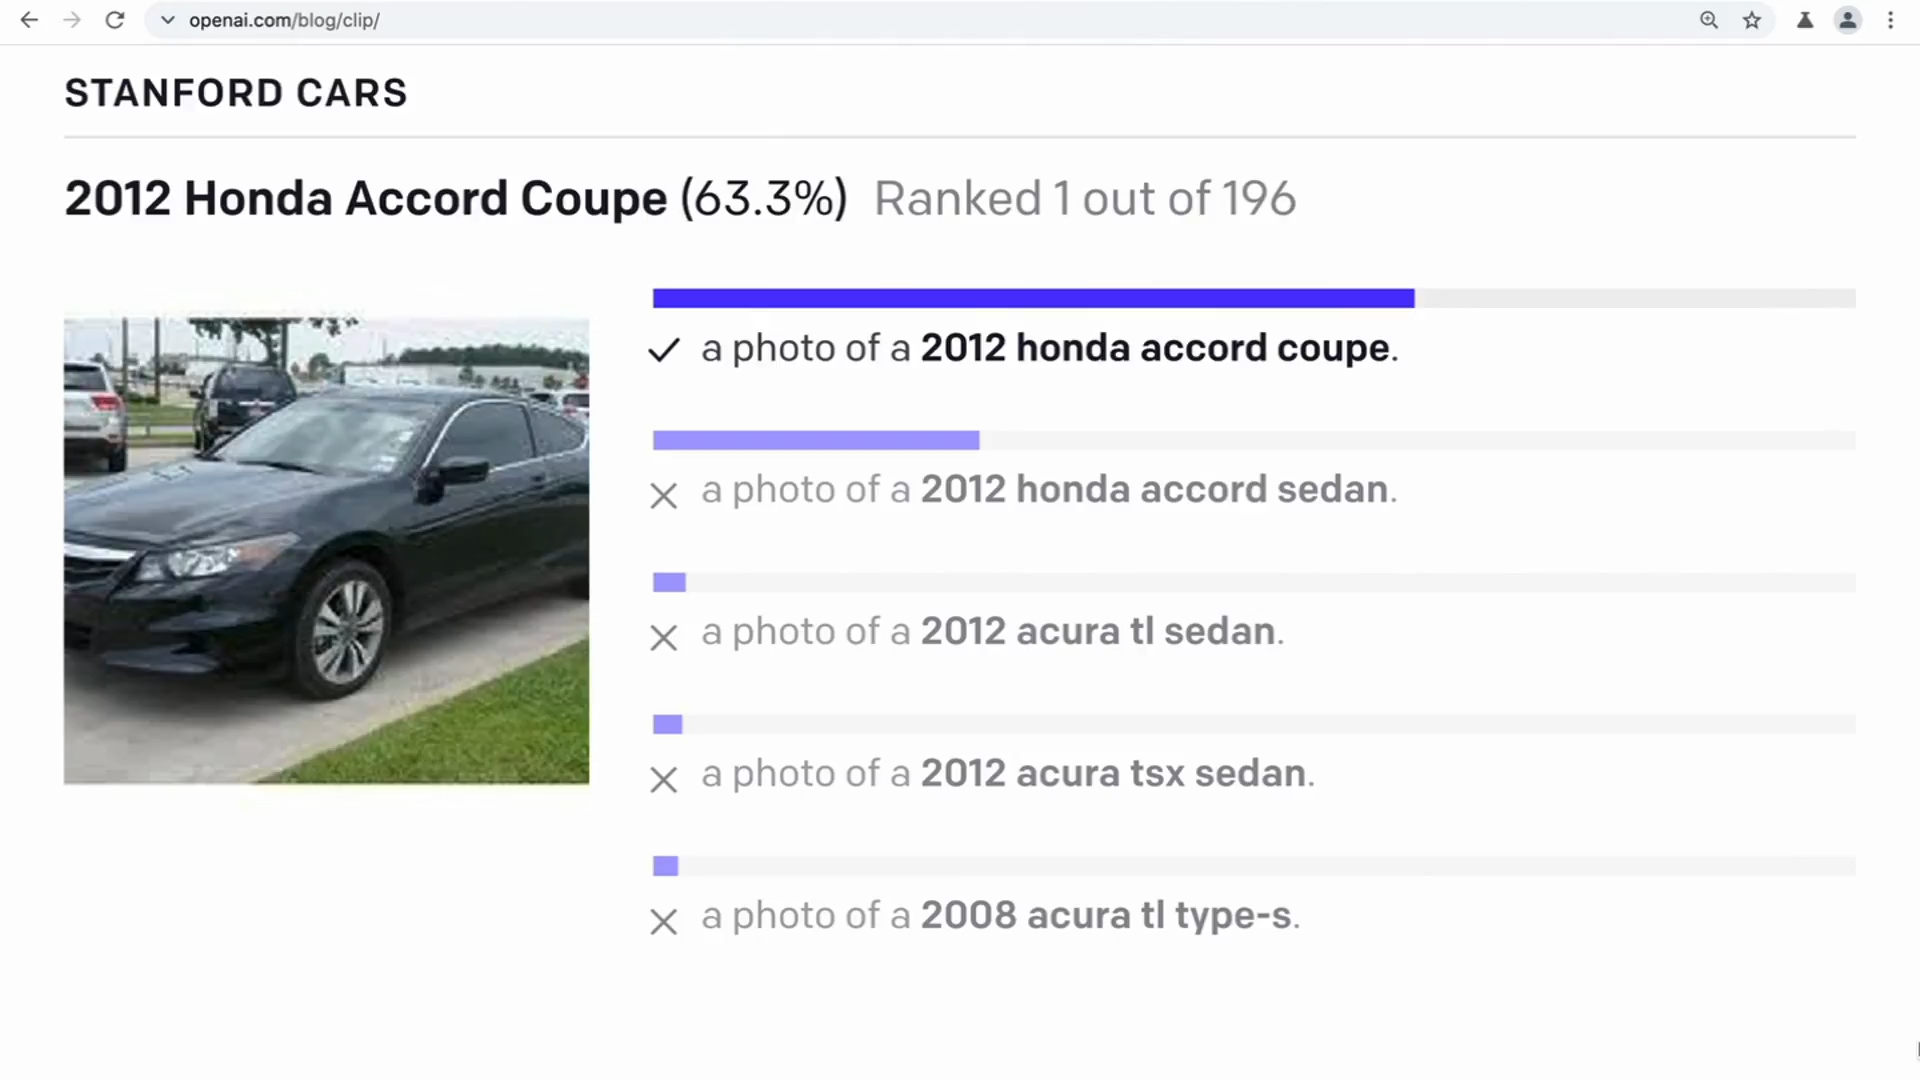 openai.com/blog/clip/
STANFORD CARS
2012 Honda Accord Coupe (63.3%) Ranked 1 out of 196
a photo of a 2012 honda accord coupe.
a photo of a 2012 honda accord sedan.
a photo of a 2012 acura tl sedan.
a photo of a 2012 acura tsx sedan.
a photo of a 2008 acura tl type-s.